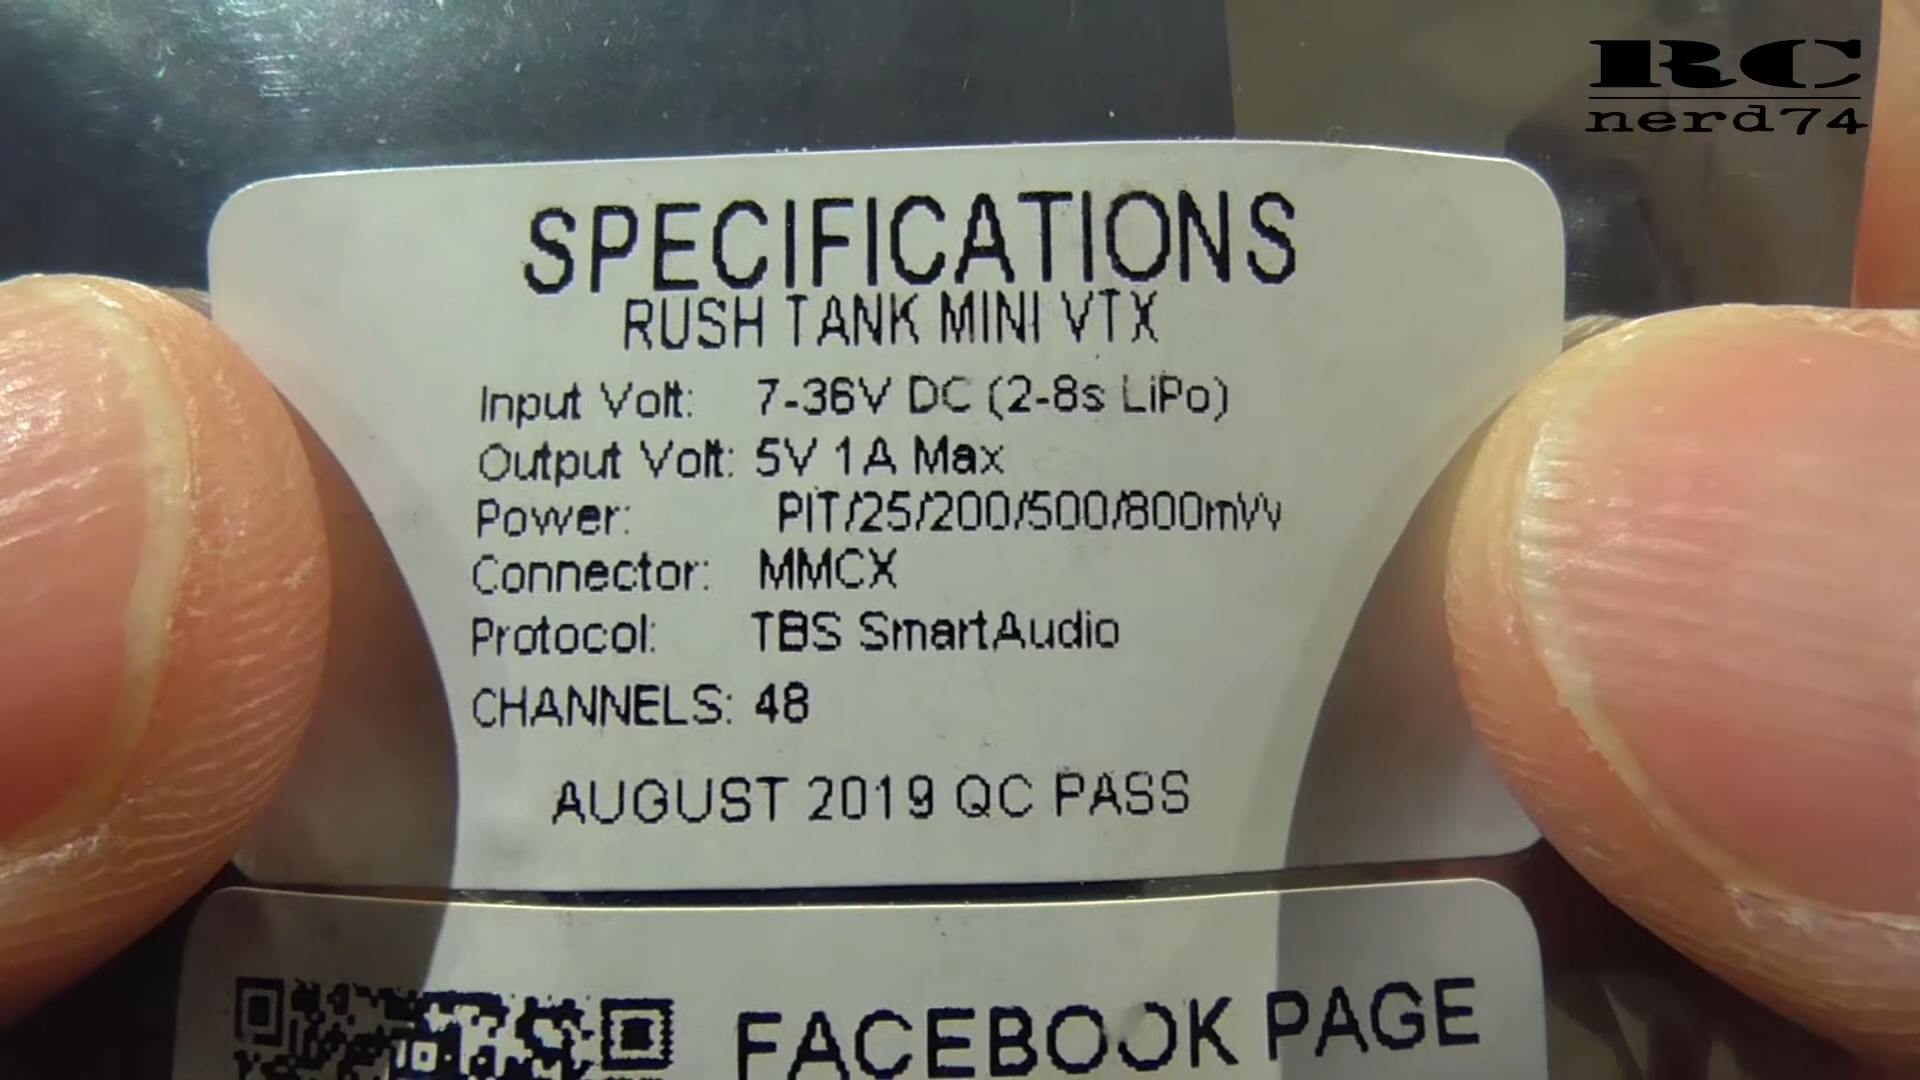 RC
nerd74
SPECIFICATIONS
RUSH TANK MINI VTX
Input Volt: 7-36V DC (2-8s LiPo)
Output Volt: 5V 1A Max
Power: PIT/25/200/500/800mW
Connector: MMCX
Protocol: TBS SmartAudio
CHANNELS: 48
AUGUST 2019 QC PASS
FACEBOOK PAGE